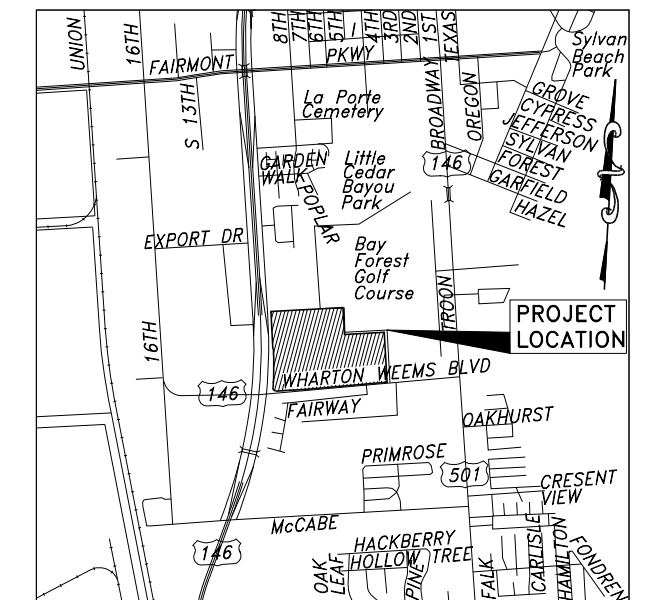 UNION
16TH
8TH
7TH
6TH
5TH
I
4TH
3RD
2ND
1ST
TEXAS
Sylvan
Beach
Park
FAIRMONT
PKWY
S 13TH
La Porte
Cemetery
BROADWAY
OREGON
GROVE
CYPRESS
JEFFERSON
SYLVAN
FOREST
GARFIELD
HAZEL
146
GARDEN
WALK
POPLAR
Little
Cedar
Bayou
Park
EXPORT DR
Bay
Forest
Golf
Course
TROON
PROJECT
LOCATION
16TH
146
WHARTON WEEMS BLVD
FAIRWAY
OAKHURST
PRIMROSE
501
CRESENT
VIEW
McCABE
146
HACKBERRY
HOLLOW TREE
OAK
LEAF
PINE
FALK
CARLISLE
HAMILTON
FONDREN